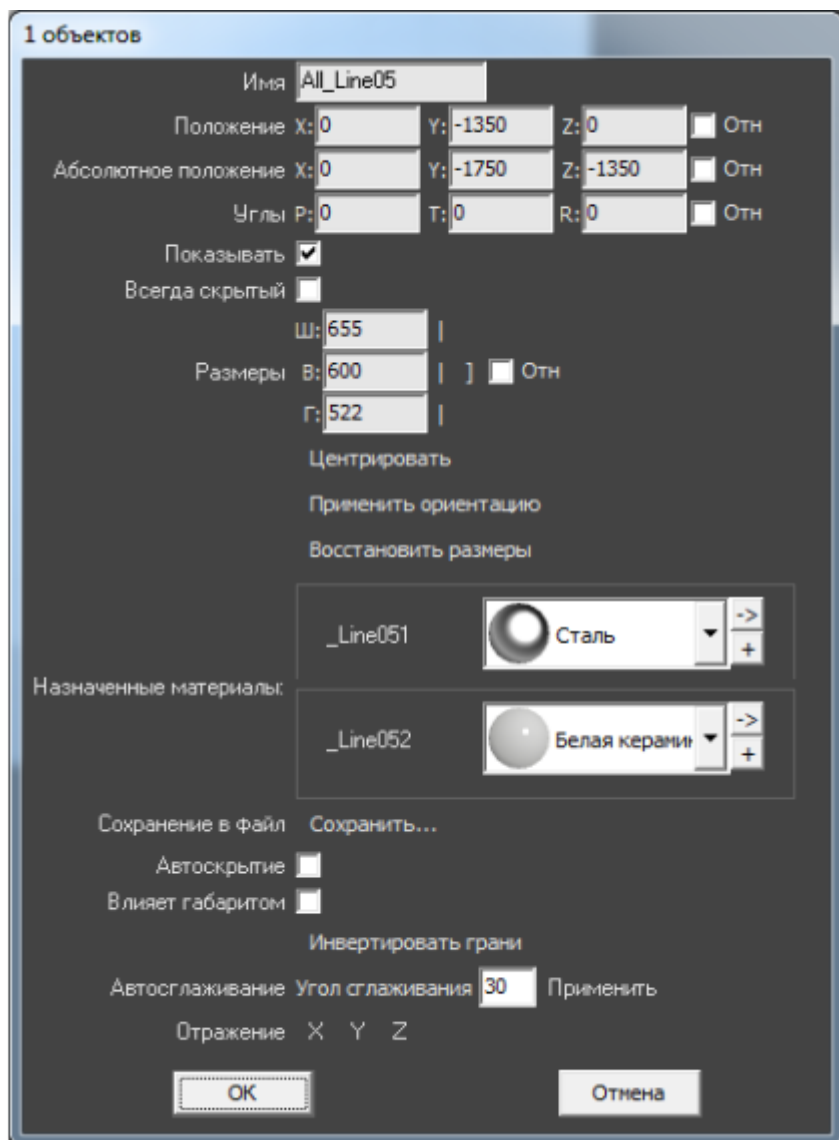 1 объектов
Имя All_Line05
Положение X: 0 Y: -1350 Z: 0 Отн
Абсолютное положение X: 0 Y: -1750 Z: -1350 Отн
Углы P: 0 T: 0 R: 0 Отн
Показывать
Всегда скрытый
Ш: 655 |
Размеры В: 600 | ] Отн
Г: 522 |
Центрировать
Применить ориентацию
Восстановить размеры
_Line051 Сталь ->
+
Назначенные материалы:
_Line052 Белая керамик ->
+
Сохранение в файл Сохранить...
Автоскрытие
Влияет габаритом
Инвертировать грани
Автосглаживание Угол сглаживания 30 Применить
Отражение X Y Z
OK Отмена